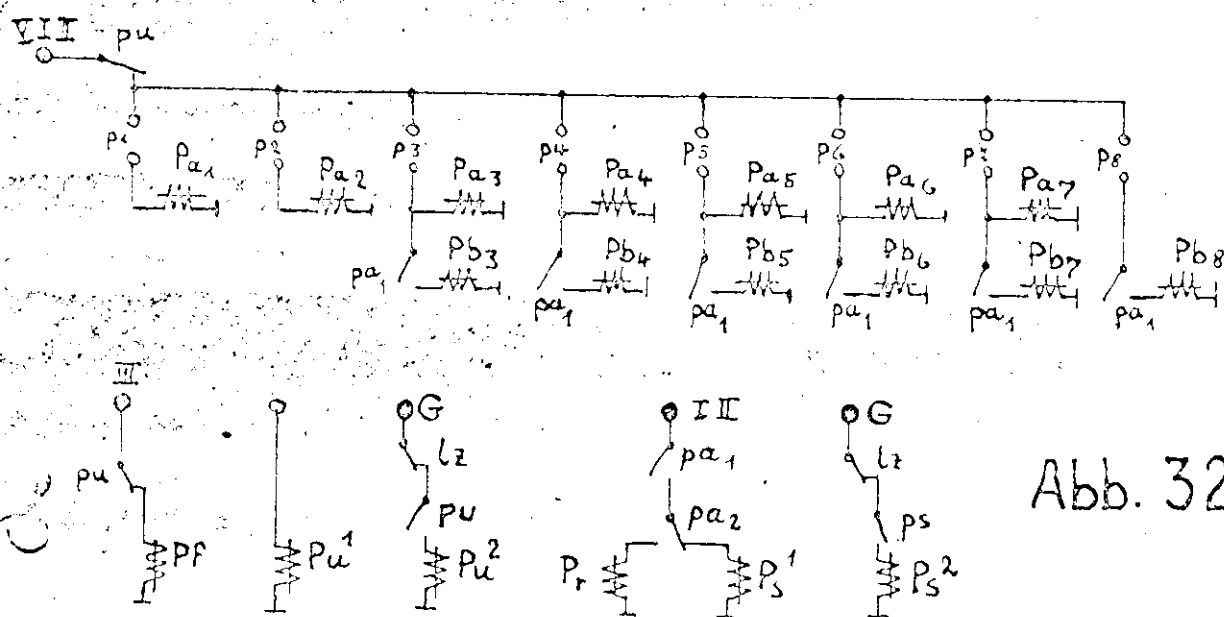 VII pu
p1 p2 p3 p4 p5 p6 p7 p8
Pa1 Pa2 Pa3 Pa4 Pa5 Pa6 Pa7
Pb3 Pb4 Pb5 Pb6 Pb7 Pb8
pa1 pa1 pa1 pa1 pa1 pa1
III G III G
lz pa1 lz
pu pu pa2 ps
Abb. 32
Pf Pu¹ Pu² Pr Ps¹ Ps²